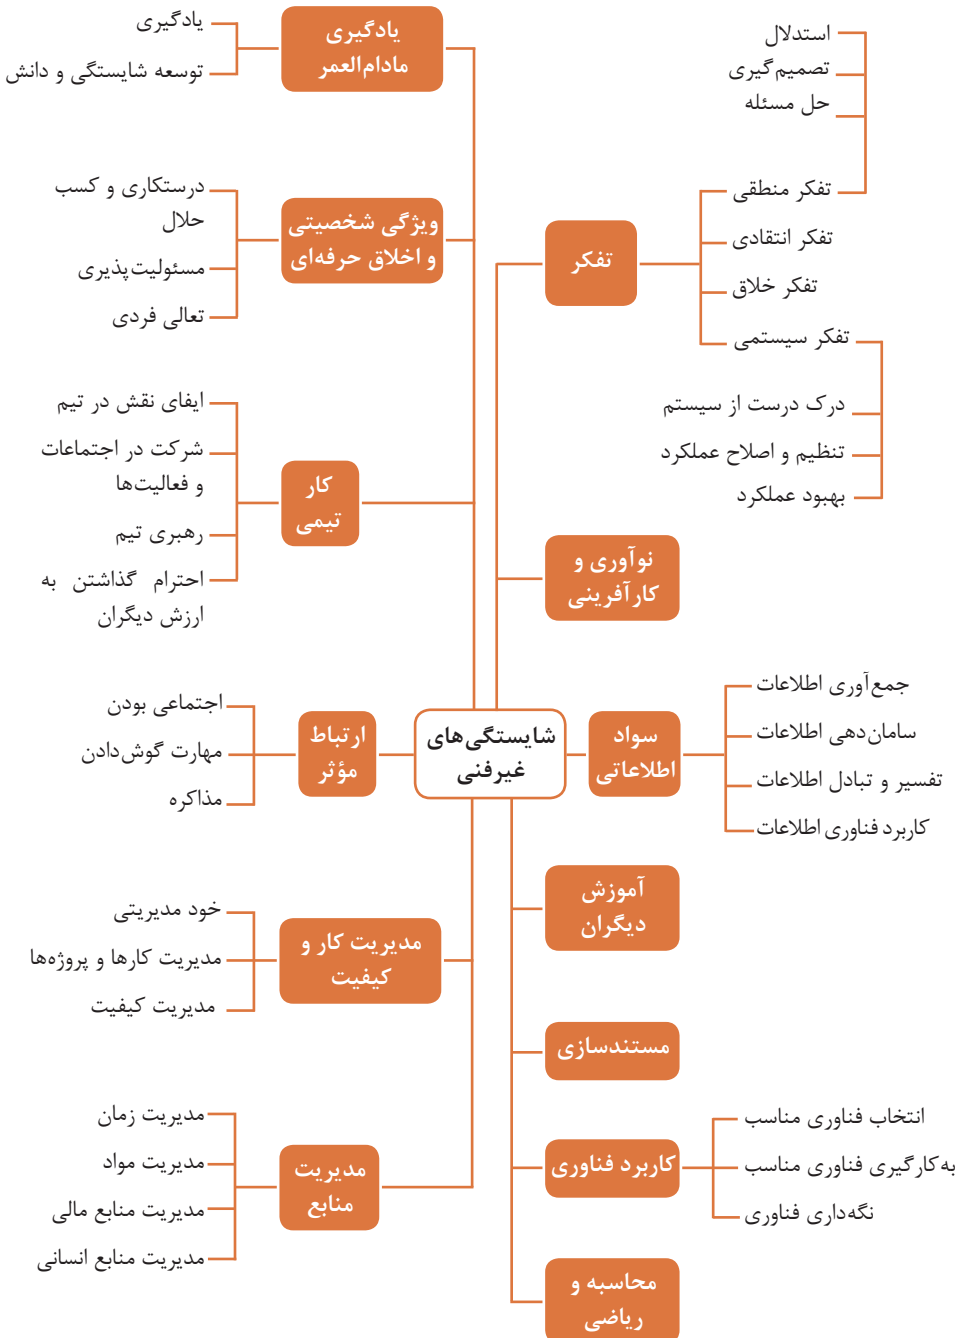 شایستگی‌های
غیرفنی
تفکر
استدلال
تصمیم‌گیری
حل مسئله
تفکر منطقی
تفکر انتقادی
تفکر خلاق
تفکر سیستمی
درک درست از سیستم
تنظیم و اصلاح عملکرد
بهبود عملکرد
نوآوری و
کارآفرینی
سواد
اطلاعاتی
جمع‌آوری اطلاعات
سامان‌دهی اطلاعات
تفسیر و تبادل اطلاعات
کاربرد فناوری اطلاعات
آموزش
دیگران
مستندسازی
کاربرد فناوری
انتخاب فناوری مناسب
به‌کارگیری فناوری مناسب
نگه‌داری فناوری
محاسبه و
ریاضی
یادگیری
مادام‌العمر
یادگیری
توسعه شایستگی و دانش
ویژگی شخصیتی
و اخلاق حرفه‌ای
درستکاری و کسب
حلال
مسئولیت‌پذیری
تعالی فردی
کار
تیمی
ایفای نقش در تیم
شرکت در اجتماعات
و فعالیت‌ها
رهبری تیم
احترام گذاشتن به
ارزش دیگران
ارتباط
مؤثر
اجتماعی بودن
مهارت گوش‌دادن
مذاکره
مدیریت کار و
کیفیت
خود مدیریتی
مدیریت کارها و پروژه‌ها
مدیریت کیفیت
مدیریت
منابع
مدیریت زمان
مدیریت مواد
مدیریت منابع مالی
مدیریت منابع انسانی